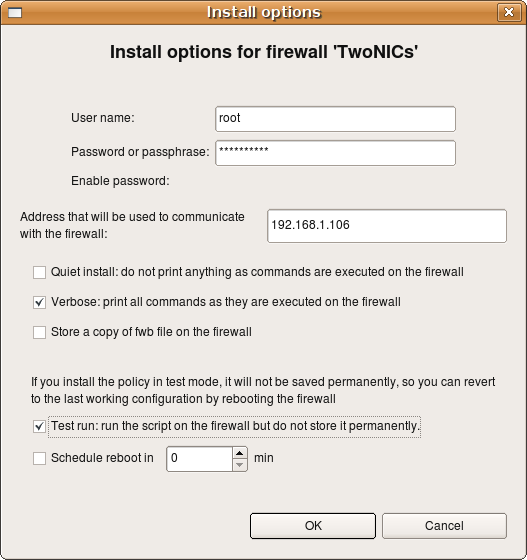 Install options
Install options for firewall 'TwoNICs'
User name: root
Password or passphrase: **********
Enable password:
Address that will be used to communicate
with the firewall:
192.168.1.106
Quiet install: do not print anything as commands are executed on the firewall
Verbose: print all commands as they are executed on the firewall
Store a copy of fwb file on the firewall
If you install the policy in test mode, it will not be saved permanently, so you can revert
to the last working configuration by rebooting the firewall
Test run: run the script on the firewall but do not store it permanently.
Schedule reboot in 0 min
OK Cancel